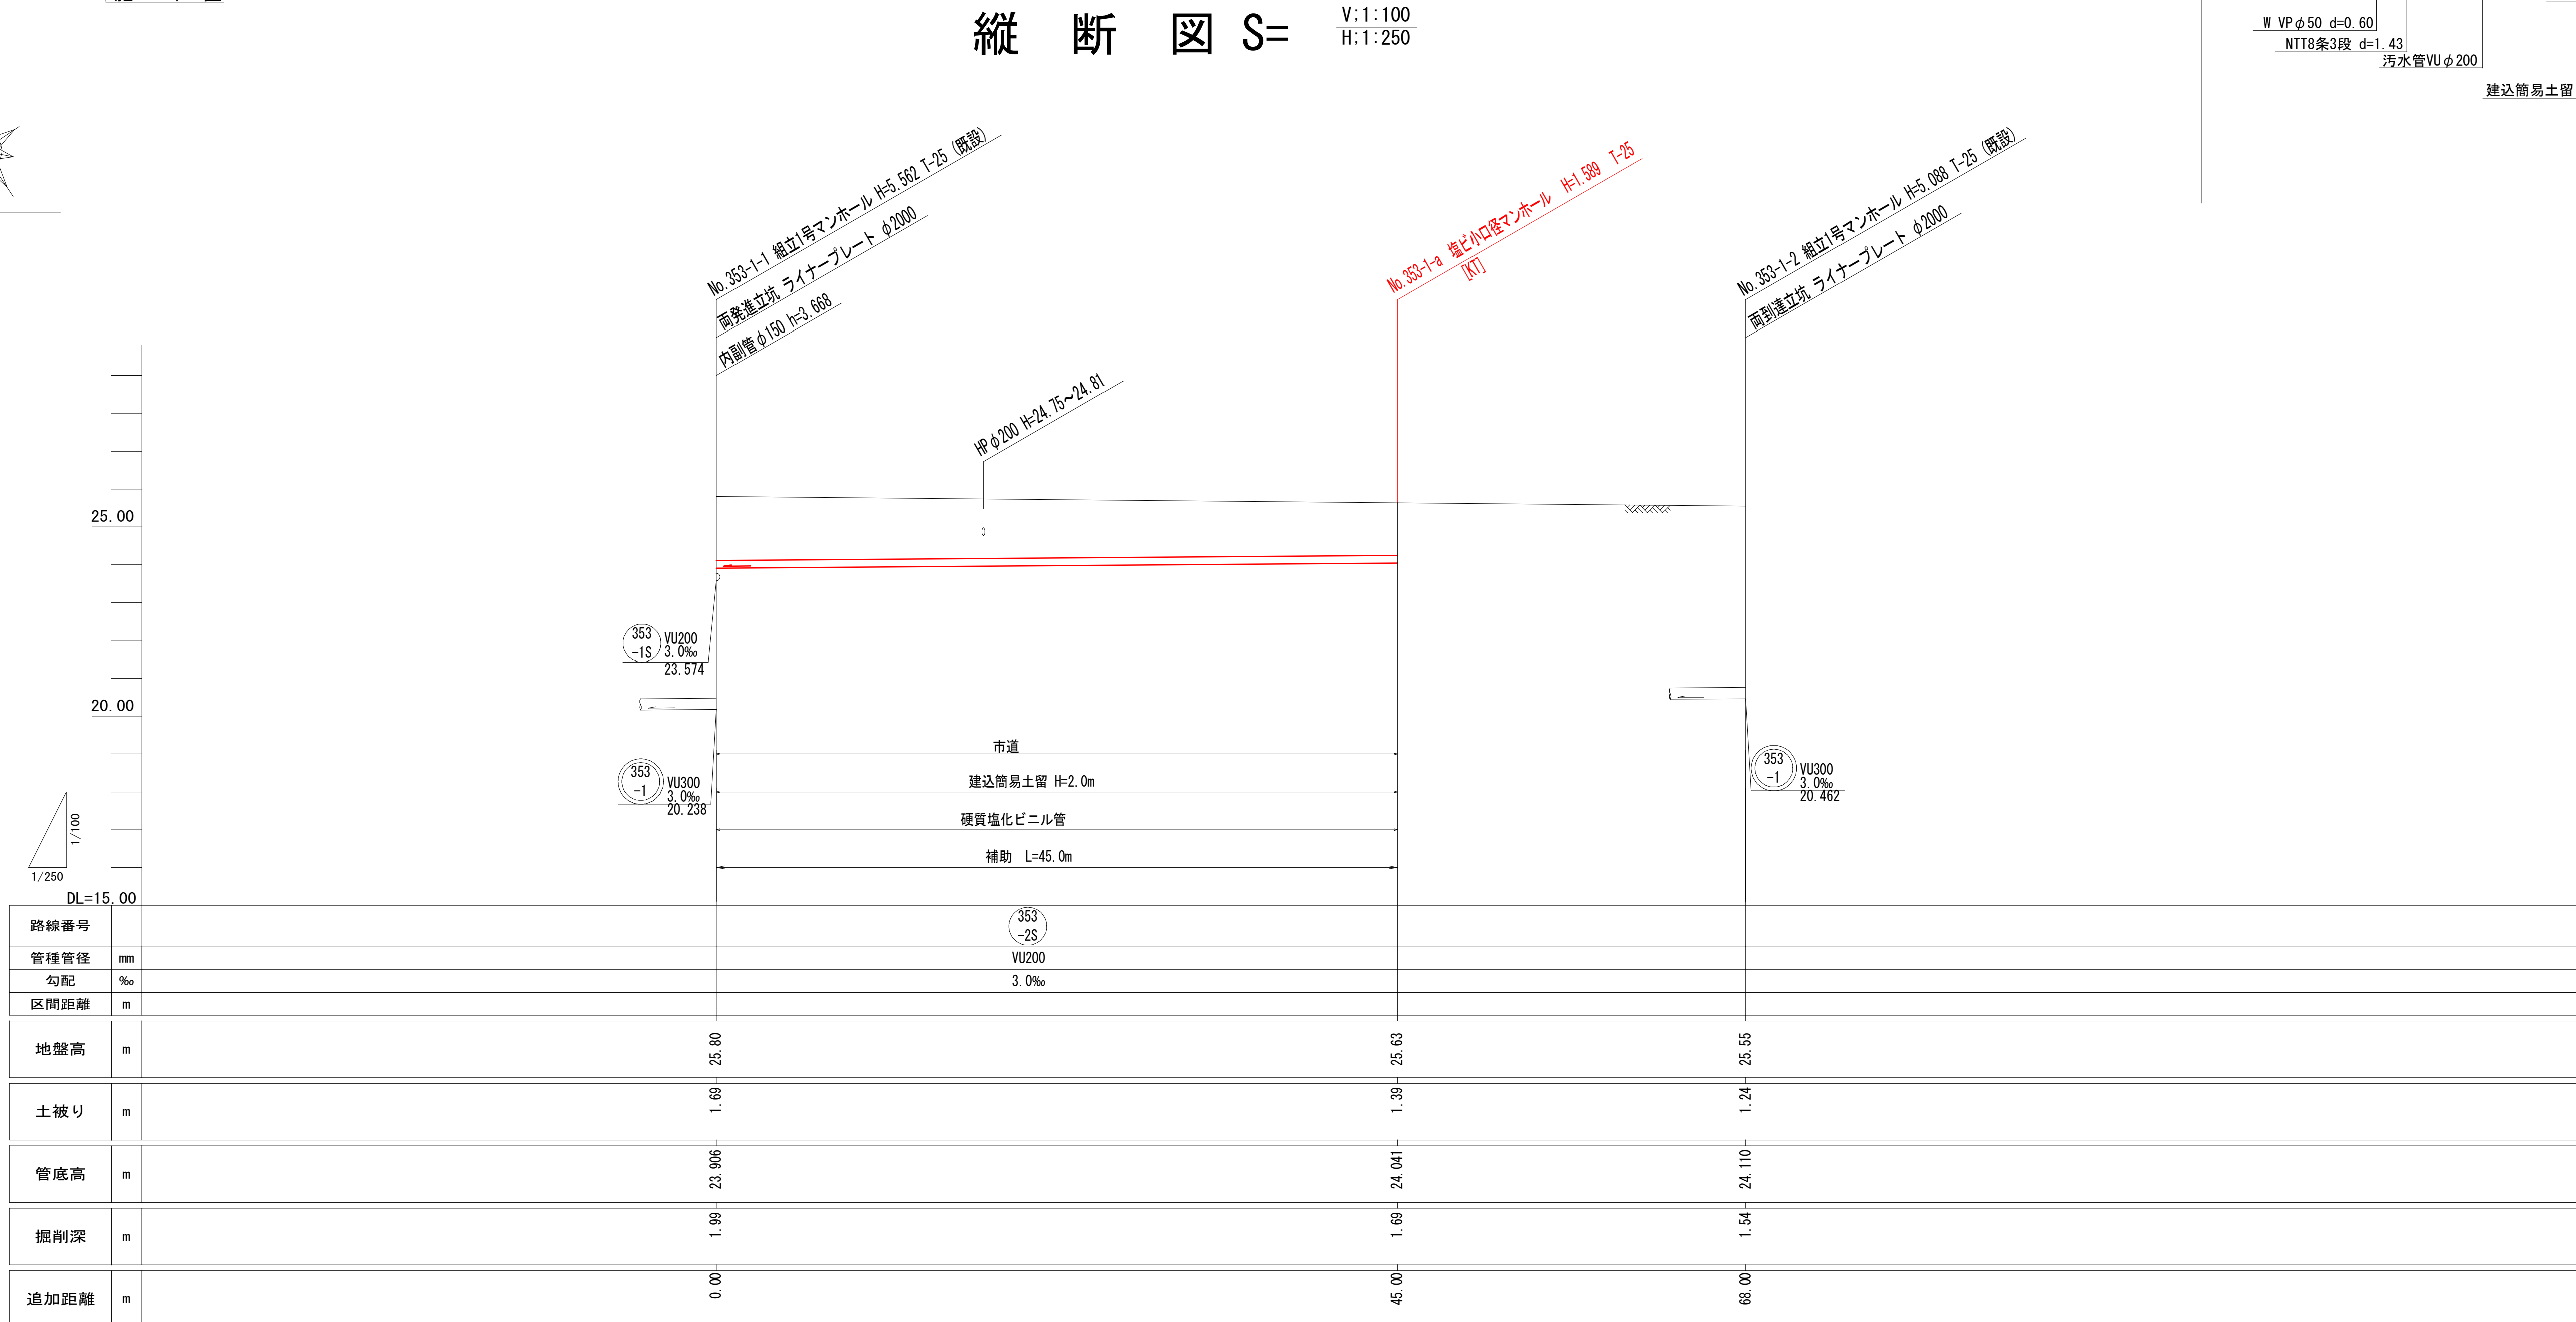 縦 断 図 S= V;1:100
H;1:250
W VPφ50 d=0.60
NTT8条3段 d=1.43
汚水管VUφ200
建込簡易土留
No.353-1-1 組立1号マンホール H=5.562 T-25 (既設)
両発進立坑 ライナープレート φ2000
内副管φ150 h=3.668
HPφ200 H=24.75～24.81
No.353-1-a 塩ビ小口径マンホール H=1.589 T-25
[KT]
No.353-1-2 組立1号マンホール H=5.088 T-25 (既設)
両到達立坑 ライナープレート φ2000
25.00
20.00
DL=15.00
1/100
1/250
353
-1S
VU200
3.0‰
23.574
353
-1
VU300
3.0‰
20.238
353
-1
VU300
3.0‰
20.462
市道
建込簡易土留 H=2.0m
硬質塩化ビニル管
補助 L=45.0m
路線番号 353
-2S
管種管径 mm VU200
勾配 ‰ 3.0‰
区間距離 m
地盤高 m 25.80 25.63 25.55
土被り m 1.69 1.39 1.24
管底高 m 23.906 24.041 24.110
掘削深 m 1.99 1.69 1.54
追加距離 m 0.00 45.00 68.00